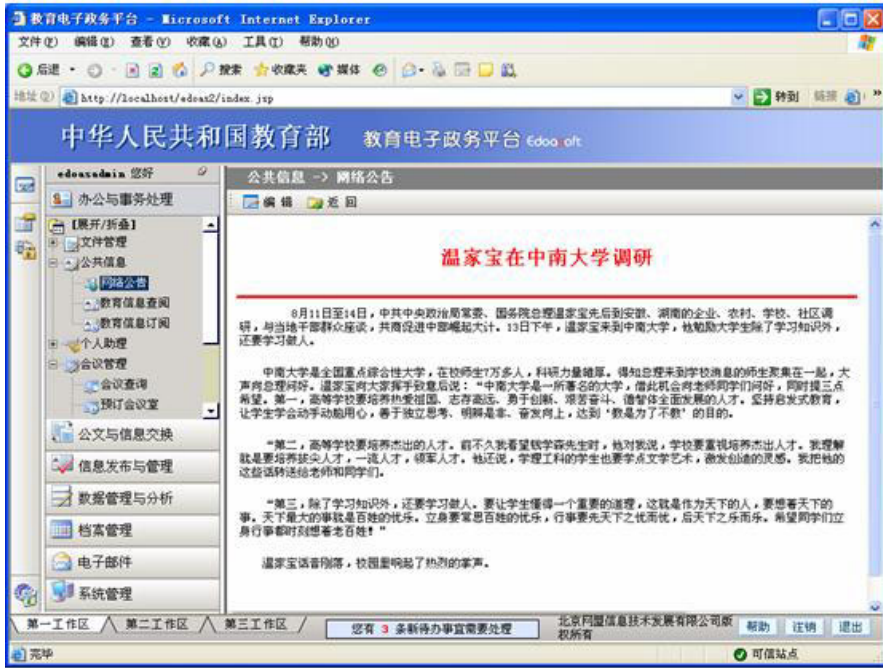 教育电子政务平台 - Microsoft Internet Explorer
文件(F) 编辑(E) 查看(V) 收藏(A) 工具(T) 帮助(H)
后退 搜索 收藏夹 媒体
地址(D) http://localhost/edoas2/index.jsp 转到 链接 »
中华人民共和国教育部 教育电子政务平台
edoasadmin 您好
公共信息 -> 网络公告
办公与事务处理
编辑 返回
【展开/折叠】
文件管理
公共信息
网络公告
教育信息查阅
教育信息订阅
个人助理
会议管理
会议查询
预订会议室
公文与信息交换
信息发布与管理
数据管理与分析
档案管理
电子邮件
系统管理
温家宝在中南大学调研
8月11日至14日，中共中央政治局常委、国务院总理温家宝先后到安徽、湖南的企业、农村、学校、社区调
研，与当地干部群众座谈，共商促进中部崛起大计。13日下午，温家宝来到中南大学，他勉励大学生除了学习知识外，
还要学习做人。
中南大学是全国重点综合性大学，在校师生7万多人，科研力量雄厚。得知总理来到学校消息的师生聚集在一起，大
声向总理问好。温家宝向大家挥手致意后说：“中南大学是一所著名的大学，借此机会向老师同学们问好，同时提三点
希望。第一，高等学校要培养热爱祖国、志存高远、勇于创新、艰苦奋斗、德智体全面发展的人才。坚持启发式教育，
让学生学会动手动脑用心，善于独立思考、明辨是非、奋发向上，达到‘教是为了不教’的目的。
“第二，高等学校要培养杰出的人才。前不久我看望钱学森先生时，他对我说，学校要重视培养杰出人才。我理解
就是要培养拔尖人才，一流人才，领军人才。他还说，学理工科的学生也要学点文学艺术，激发创造的灵感。我把他的
这些话转送给老师和同学们。
“第三，除了学习知识外，还要学习做人。要让学生懂得一个重要的道理，这就是作为天下的人，要想着天下的
事。天下最大的事就是百姓的忧乐。立身要常思百姓的忧乐，行事要先天下之忧而忧，后天下之乐而乐。希望同学们立
身行事都时刻想着老百姓！”
温家宝话音刚落，校园里响起了热烈的掌声。
第一工作区 第二工作区 第三工作区 您有 3 条新待办事宜需要处理 北京网盟信息技术发展有限公司版
权所有 帮助 注销 退出
完毕 可信站点